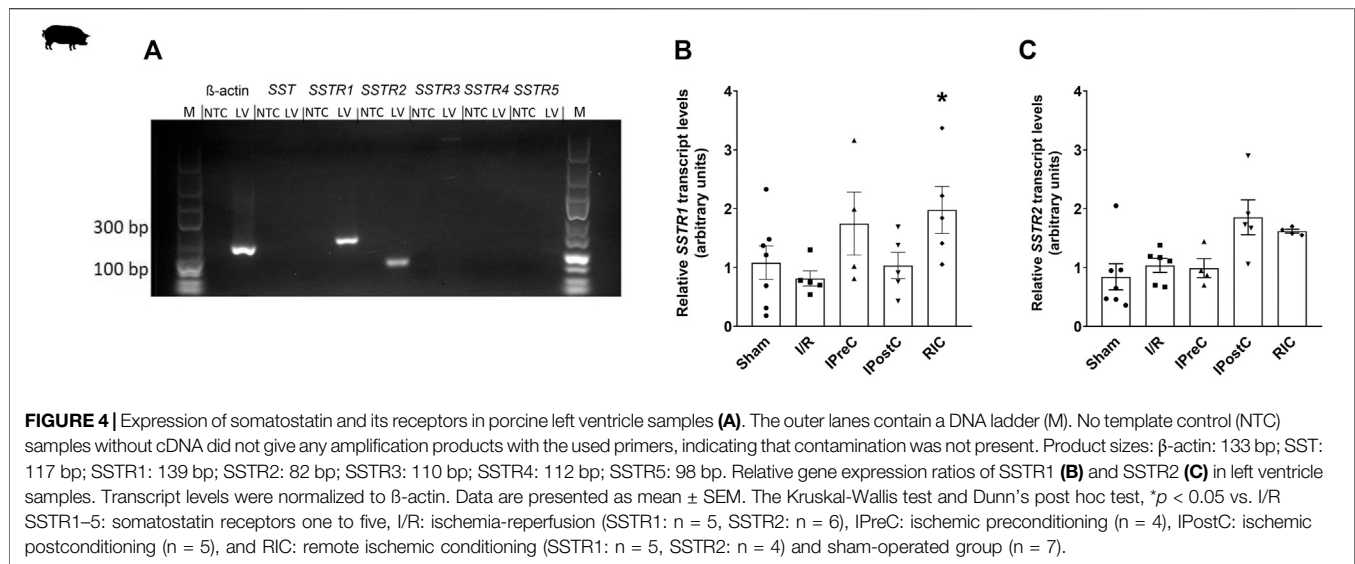 A
B
C
ß-actin SST SSTR1 SSTR2 SSTR3 SSTR4 SSTR5
M NTC LV NTC LV NTC LV NTC LV NTC LV NTC LV NTC LV M
300 bp
100 bp
Relative SSTR1 transcript levels
(arbitrary units)
4
3
2
1
0
*
Sham I/R IPreC IPostC RIC
Relative SSTR2 transcript levels
(arbitrary units)
4
3
2
1
0
Sham I/R IPreC IPostC RIC
FIGURE 4 | Expression of somatostatin and its receptors in porcine left ventricle samples (A). The outer lanes contain a DNA ladder (M). No template control (NTC)
samples without cDNA did not give any amplification products with the used primers, indicating that contamination was not present. Product sizes: β-actin: 133 bp; SST:
117 bp; SSTR1: 139 bp; SSTR2: 82 bp; SSTR3: 110 bp; SSTR4: 112 bp; SSTR5: 98 bp. Relative gene expression ratios of SSTR1 (B) and SSTR2 (C) in left ventricle
samples. Transcript levels were normalized to ß-actin. Data are presented as mean ± SEM. The Kruskal-Wallis test and Dunn's post hoc test, *p < 0.05 vs. I/R
SSTR1–5: somatostatin receptors one to five, I/R: ischemia-reperfusion (SSTR1: n = 5, SSTR2: n = 6), IPreC: ischemic preconditioning (n = 4), IPostC: ischemic
postconditioning (n = 5), and RIC: remote ischemic conditioning (SSTR1: n = 5, SSTR2: n = 4) and sham-operated group (n = 7).